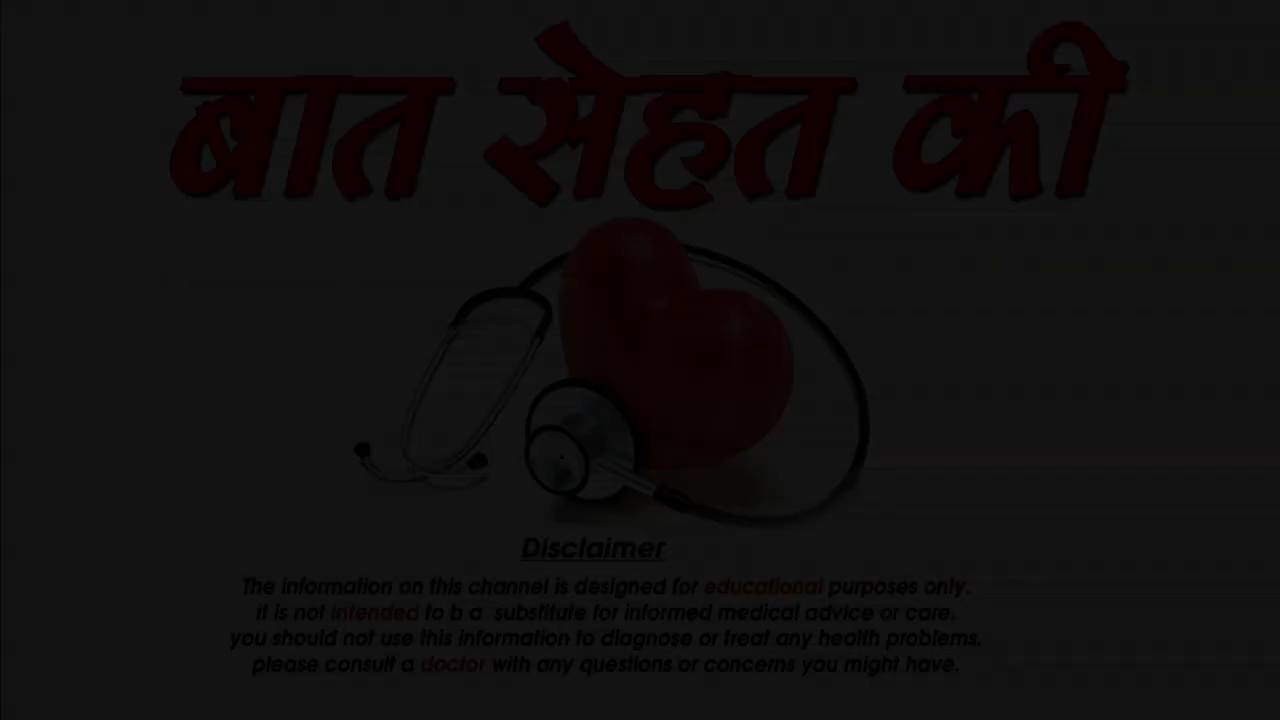 बात सेहत की
Disclaimer
The information on this channel is designed for educational purposes only.
it is not intended to b a substitute for informed medical advice or care.
you should not use this information to diagnose or treat any health problems.
please consult a doctor with any questions or concerns you might have.